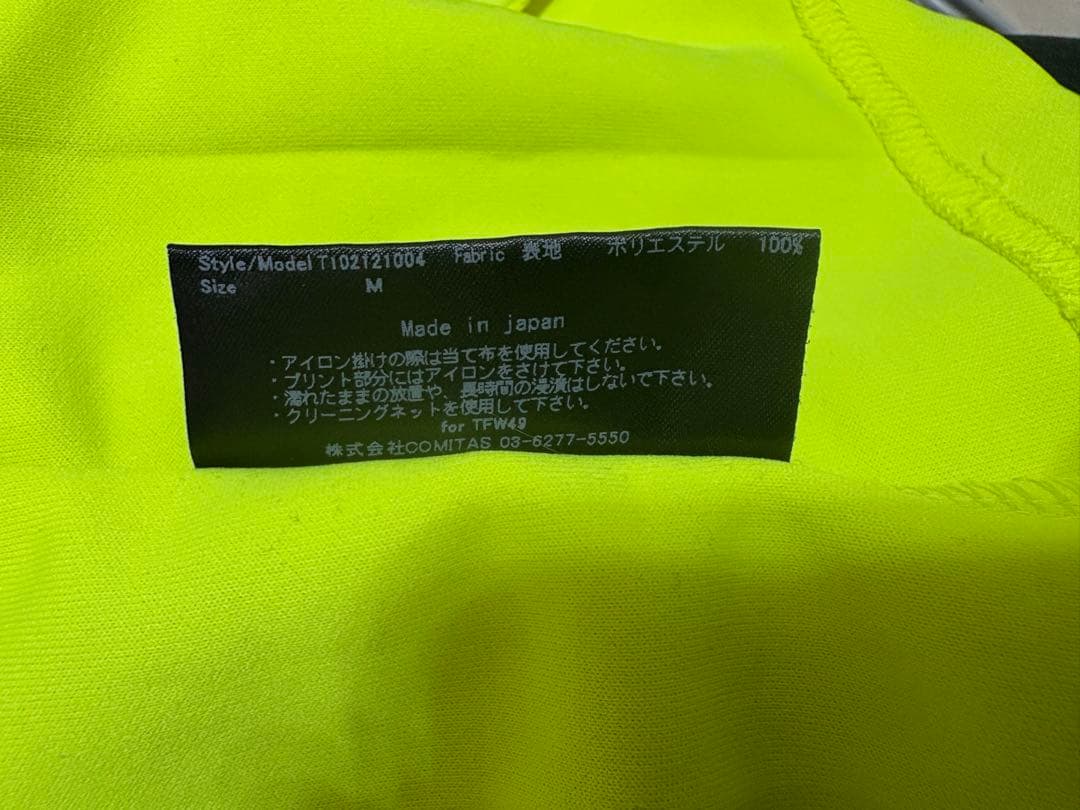 Style/Model T102121004 Fabric 表地 ポリエステル 100%
Size M
Made in japan
・アイロン掛けの際は当て布を使用してください。
・プリント部分にはアイロンをさけて下さい。
・濡れたままの放置や、長時間の浸漬はしないで下さい。
・クリーニングネットを使用して下さい。
for TFW49
株式会社COMITAS 03-6277-5550